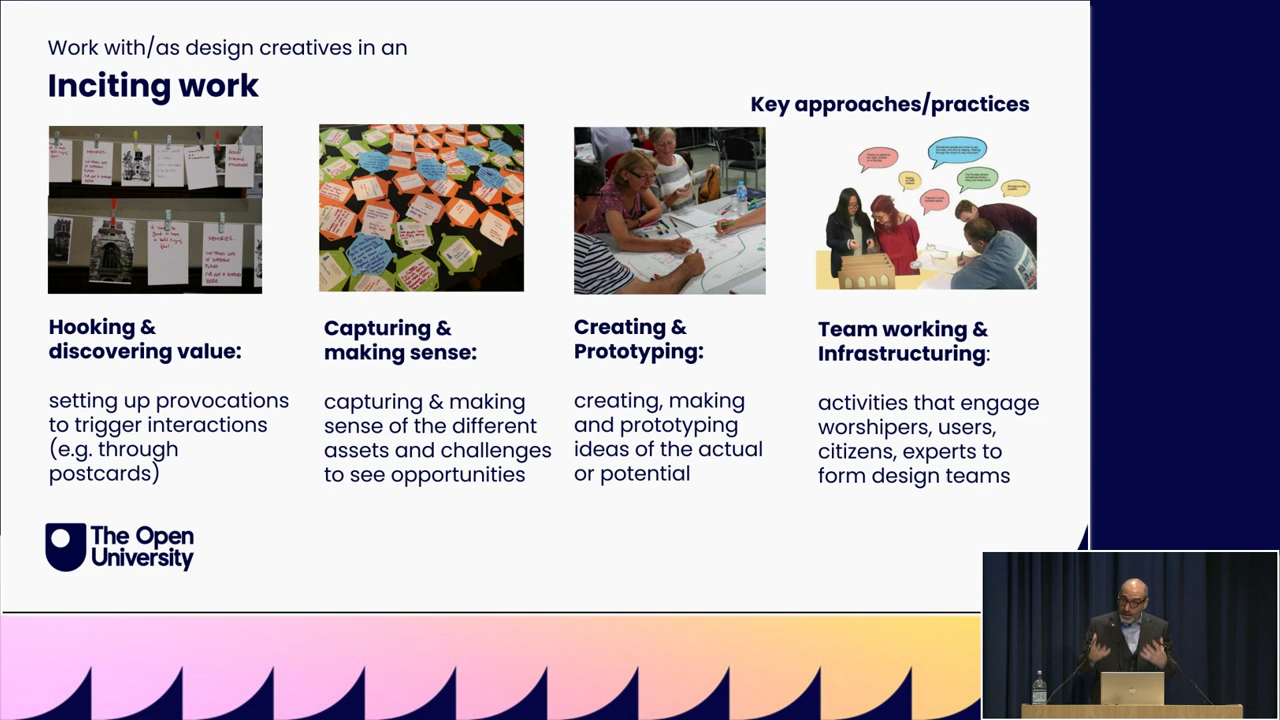 Work with/as design creatives in an
Inciting work
Key approaches/practices
MEMORIES...
MEMORIES...
Hooking &
discovering value:
setting up provocations
to trigger interactions
(e.g. through
postcards)
Capturing &
making sense:
capturing & making
sense of the different
assets and challenges
to see opportunities
Creating &
Prototyping:
creating, making
and prototyping
ideas of the actual
or potential
Team working &
Infrastructuring:
activities that engage
worshipers, users,
citizens, experts to
form design teams
The Open
University